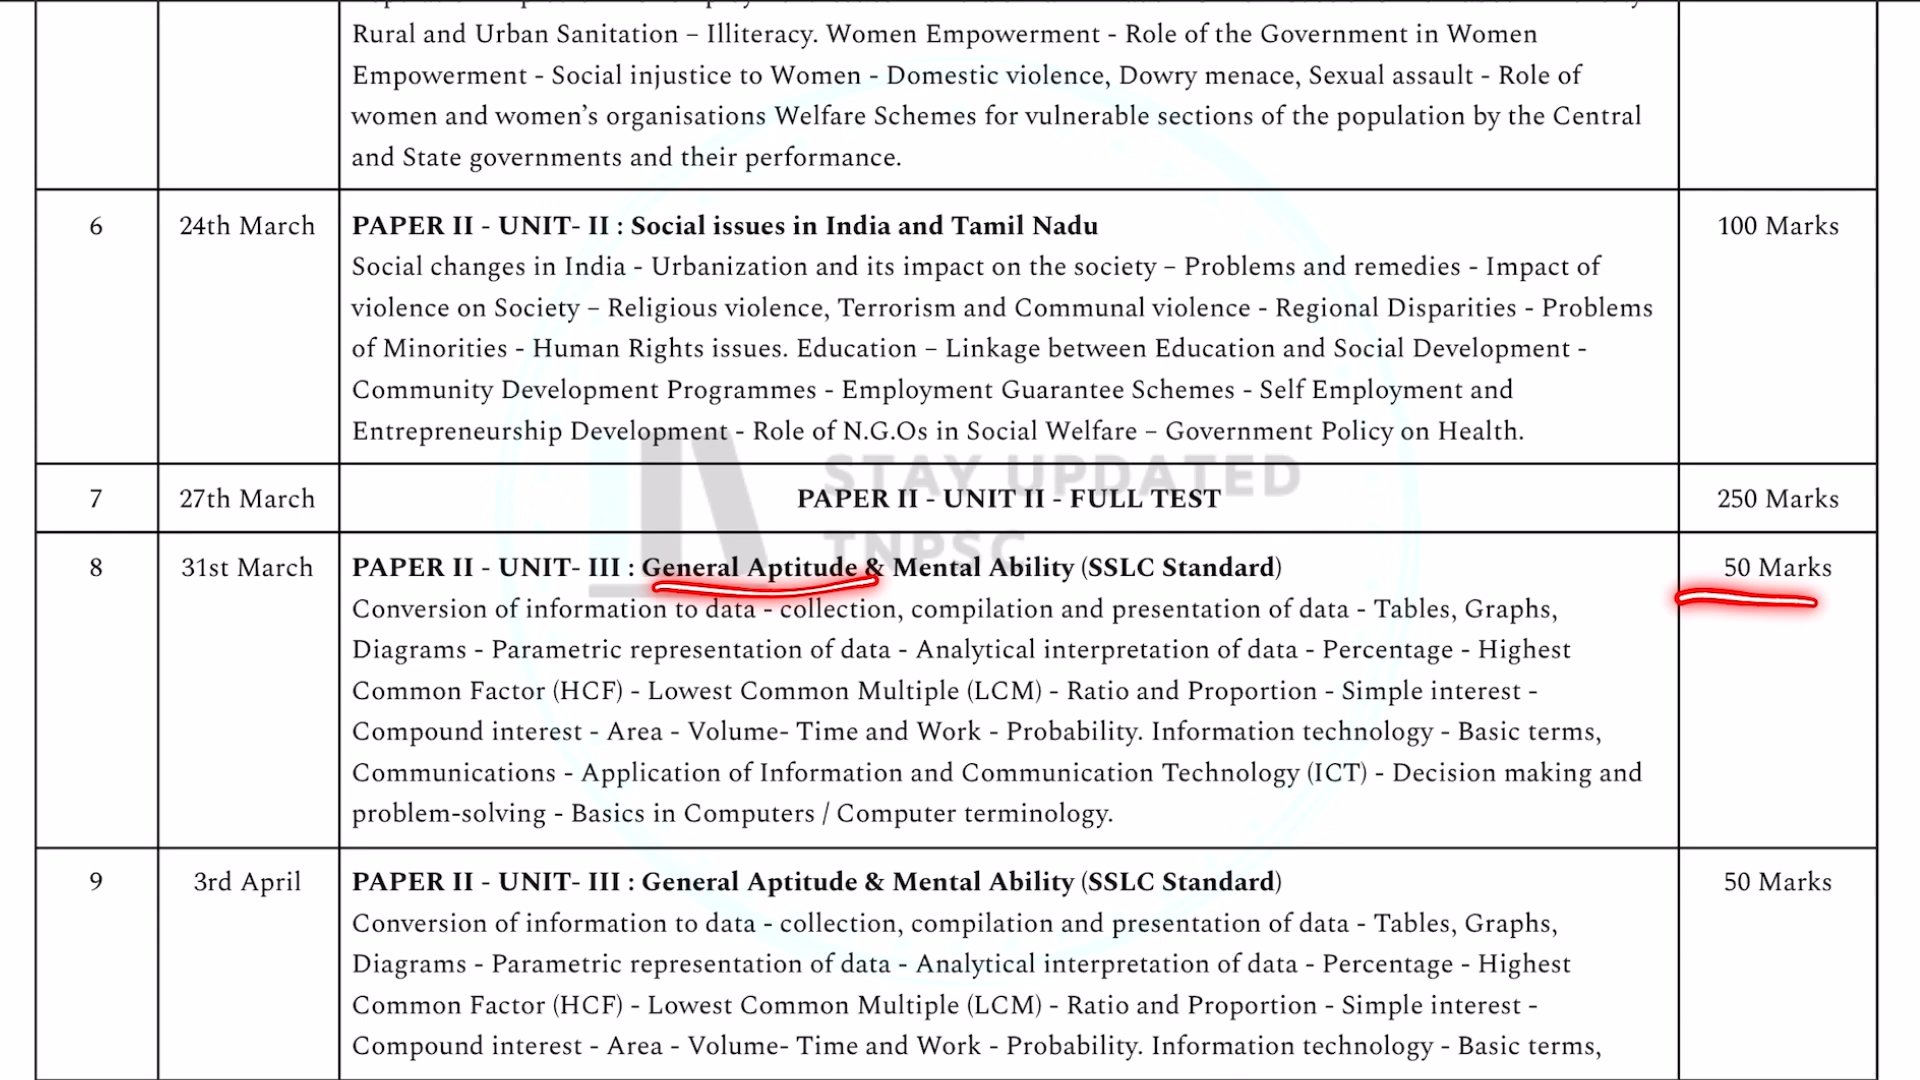 Rural and Urban Sanitation – Illiteracy. Women Empowerment - Role of the Government in Women
Empowerment - Social injustice to Women - Domestic violence, Dowry menace, Sexual assault - Role of
women and women’s organisations Welfare Schemes for vulnerable sections of the population by the Central
and State governments and their performance.
6
24th March
PAPER II - UNIT- II : Social issues in India and Tamil Nadu
100 Marks
Social changes in India - Urbanization and its impact on the society – Problems and remedies - Impact of
violence on Society – Religious violence, Terrorism and Communal violence - Regional Disparities - Problems
of Minorities - Human Rights issues. Education – Linkage between Education and Social Development -
Community Development Programmes - Employment Guarantee Schemes - Self Employment and
Entrepreneurship Development - Role of N.G.Os in Social Welfare – Government Policy on Health.
STAY UPDATED
TNPSC
7
27th March
PAPER II - UNIT II - FULL TEST
250 Marks
8
31st March
PAPER II - UNIT- III : General Aptitude & Mental Ability (SSLC Standard)
50 Marks
Conversion of information to data - collection, compilation and presentation of data - Tables, Graphs,
Diagrams - Parametric representation of data - Analytical interpretation of data - Percentage - Highest
Common Factor (HCF) - Lowest Common Multiple (LCM) - Ratio and Proportion - Simple interest -
Compound interest - Area - Volume- Time and Work - Probability. Information technology - Basic terms,
Communications - Application of Information and Communication Technology (ICT) - Decision making and
problem-solving - Basics in Computers / Computer terminology.
9
3rd April
PAPER II - UNIT- III : General Aptitude & Mental Ability (SSLC Standard)
50 Marks
Conversion of information to data - collection, compilation and presentation of data - Tables, Graphs,
Diagrams - Parametric representation of data - Analytical interpretation of data - Percentage - Highest
Common Factor (HCF) - Lowest Common Multiple (LCM) - Ratio and Proportion - Simple interest -
Compound interest - Area - Volume- Time and Work - Probability. Information technology - Basic terms,